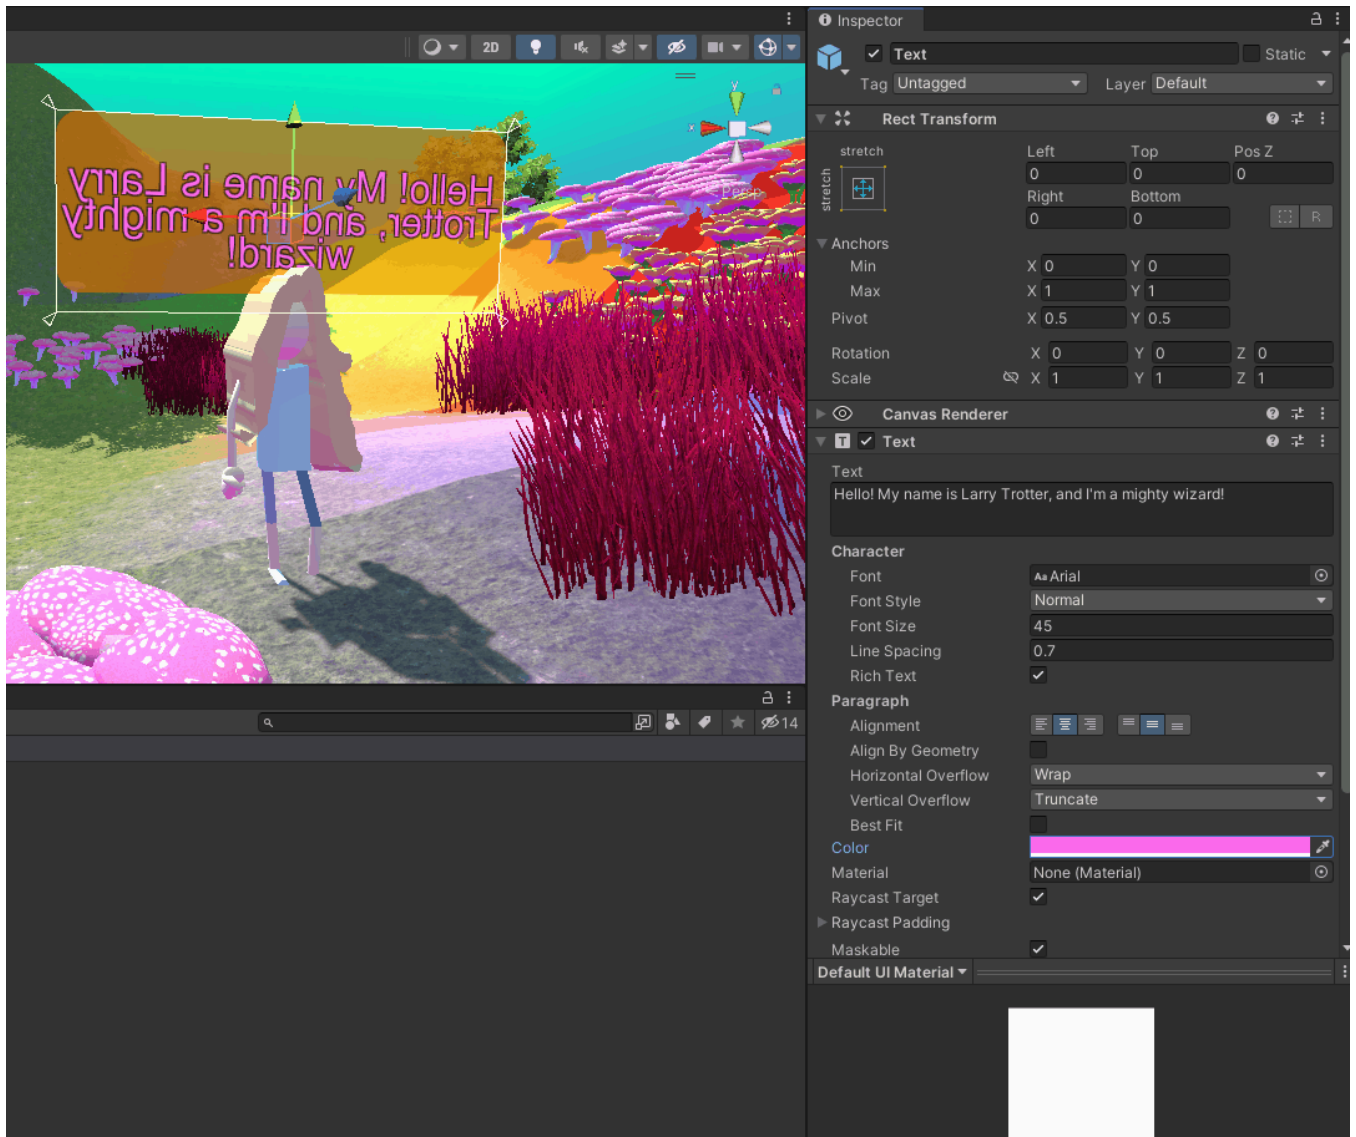 Inspector
2D
Text
Static
Tag Untagged
Layer Default
Rect Transform
stretch
Left Top Pos Z
stretch
0 0 0
Right Bottom
0 0
R
Anchors
Min X 0 Y 0
Max X 1 Y 1
Pivot X 0.5 Y 0.5
Rotation X 0 Y 0 Z 0
Scale X 1 Y 1 Z 1
Canvas Renderer
T Text
Text
Hello! My name is Larry Trotter, and I'm a mighty wizard!
Character
Font Aa Arial
Font Style Normal
Font Size 45
Line Spacing 0.7
Rich Text
Paragraph
Alignment
Align By Geometry
Horizontal Overflow Wrap
Vertical Overflow Truncate
Best Fit
Color
Material None (Material)
Raycast Target
Raycast Padding
Maskable
Default UI Material
y
x
Persp
Hello! My name is Larry
Trotter, and I'm a mighty
wizard!
14